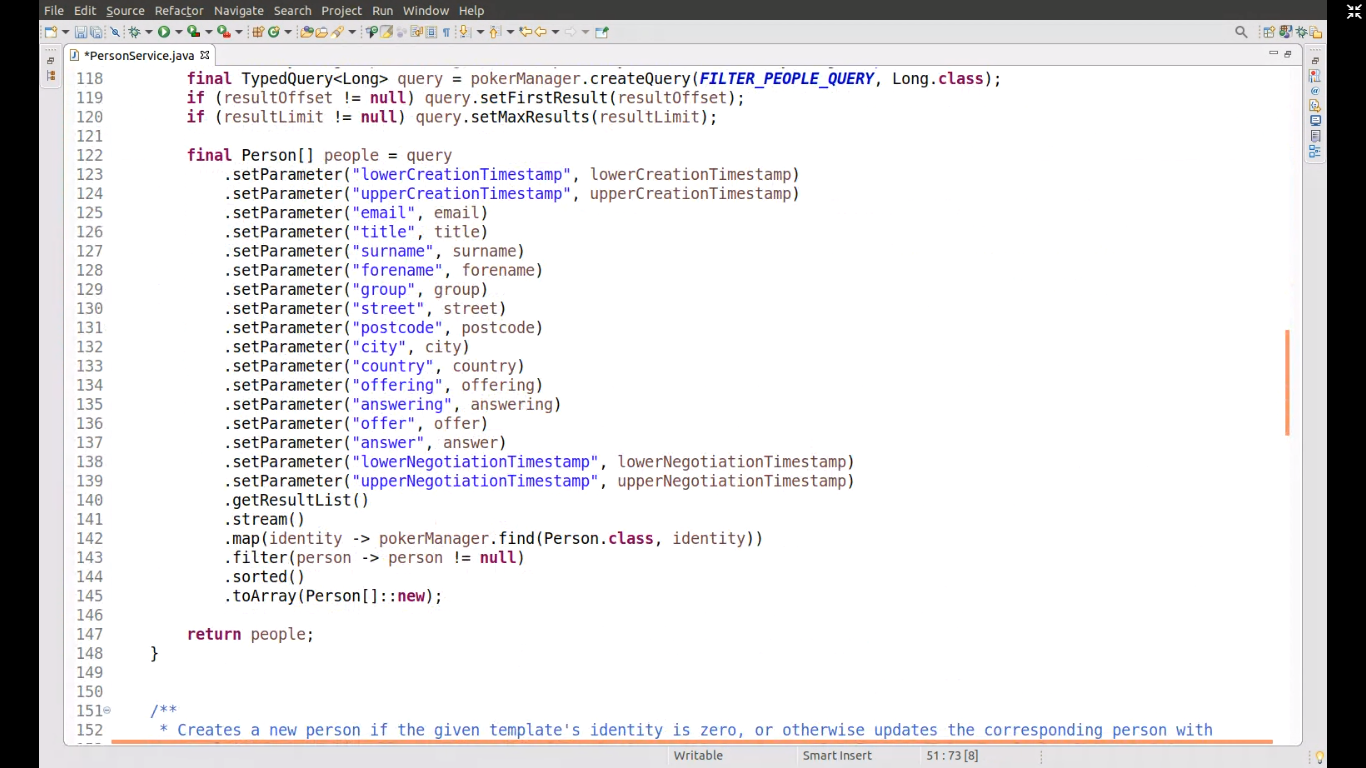 File Edit Source Refactor Navigate Search Project Run Window Help
*PersonService.java
118 final TypedQuery<Long> query = pokerManager.createQuery(FILTER_PEOPLE_QUERY, Long.class);
119 if (resultOffset != null) query.setFirstResult(resultOffset);
120 if (resultLimit != null) query.setMaxResults(resultLimit);
121
122 final Person[] people = query
123 .setParameter("lowerCreationTimestamp", lowerCreationTimestamp)
124 .setParameter("upperCreationTimestamp", upperCreationTimestamp)
125 .setParameter("email", email)
126 .setParameter("title", title)
127 .setParameter("surname", surname)
128 .setParameter("forename", forename)
129 .setParameter("group", group)
130 .setParameter("street", street)
131 .setParameter("postcode", postcode)
132 .setParameter("city", city)
133 .setParameter("country", country)
134 .setParameter("offering", offering)
135 .setParameter("answering", answering)
136 .setParameter("offer", offer)
137 .setParameter("answer", answer)
138 .setParameter("lowerNegotiationTimestamp", lowerNegotiationTimestamp)
139 .setParameter("upperNegotiationTimestamp", upperNegotiationTimestamp)
140 .getResultList()
141 .stream()
142 .map(identity -> pokerManager.find(Person.class, identity))
143 .filter(person -> person != null)
144 .sorted()
145 .toArray(Person[]::new);
146
147 return people;
148 }
149
150
151 /**
152 * Creates a new person if the given template's identity is zero, or otherwise updates the corresponding person with
Writable Smart Insert 51 : 73 [8]